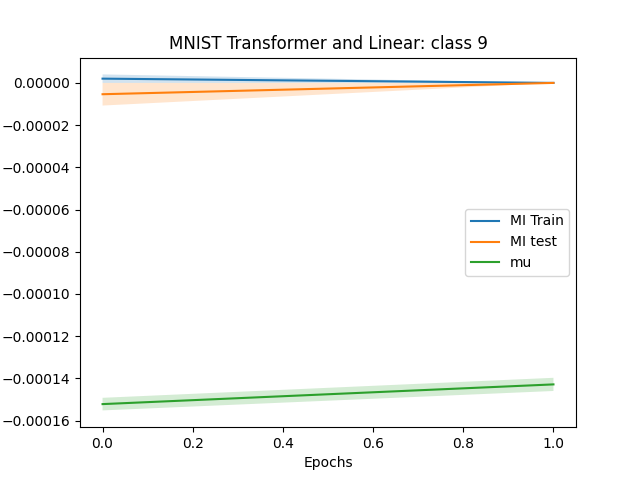 MNIST Transformer and Linear: class 9
0.00000
−0.00002
−0.00004
−0.00006
−0.00008
−0.00010
−0.00012
−0.00014
−0.00016
MI Train
MI test
mu
0.0 0.2 0.4 0.6 0.8 1.0
Epochs